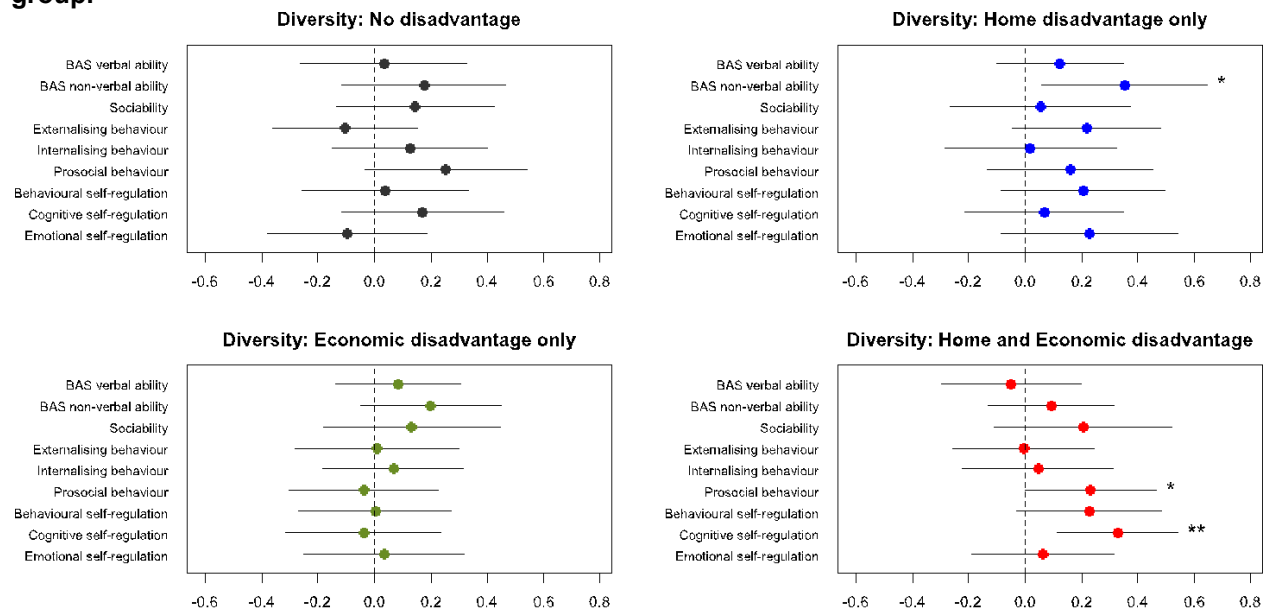 group.
Diversity: No disadvantage
BAS verbal ability
BAS non-verbal ability
Sociability
Externalising behaviour
Internalising behaviour
Prosocial behaviour
Behavioural self-regulation
Cognitive self-regulation
Emotional self-regulation
-0.6 -0.4 -0.2 0.0 0.2 0.4 0.6 0.8
Diversity: Home disadvantage only
BAS verbal ability
BAS non-verbal ability *
Sociability
Externalising behaviour
Internalising behaviour
Prosocial behaviour
Behavioural self-regulation
Cognitive self-regulation
Emotional self-regulation
-0.6 -0.4 -0.2 0.0 0.2 0.4 0.6 0.8
Diversity: Economic disadvantage only
BAS verbal ability
BAS non-verbal ability
Sociability
Externalising behaviour
Internalising behaviour
Prosocial behaviour
Behavioural self-regulation
Cognitive self-regulation
Emotional self-regulation
-0.6 -0.4 -0.2 0.0 0.2 0.4 0.6 0.8
Diversity: Home and Economic disadvantage
BAS verbal ability
BAS non-verbal ability
Sociability
Externalising behaviour
Internalising behaviour
Prosocial behaviour *
Behavioural self-regulation
Cognitive self-regulation **
Emotional self-regulation
-0.6 -0.4 -0.2 0.0 0.2 0.4 0.6 0.8